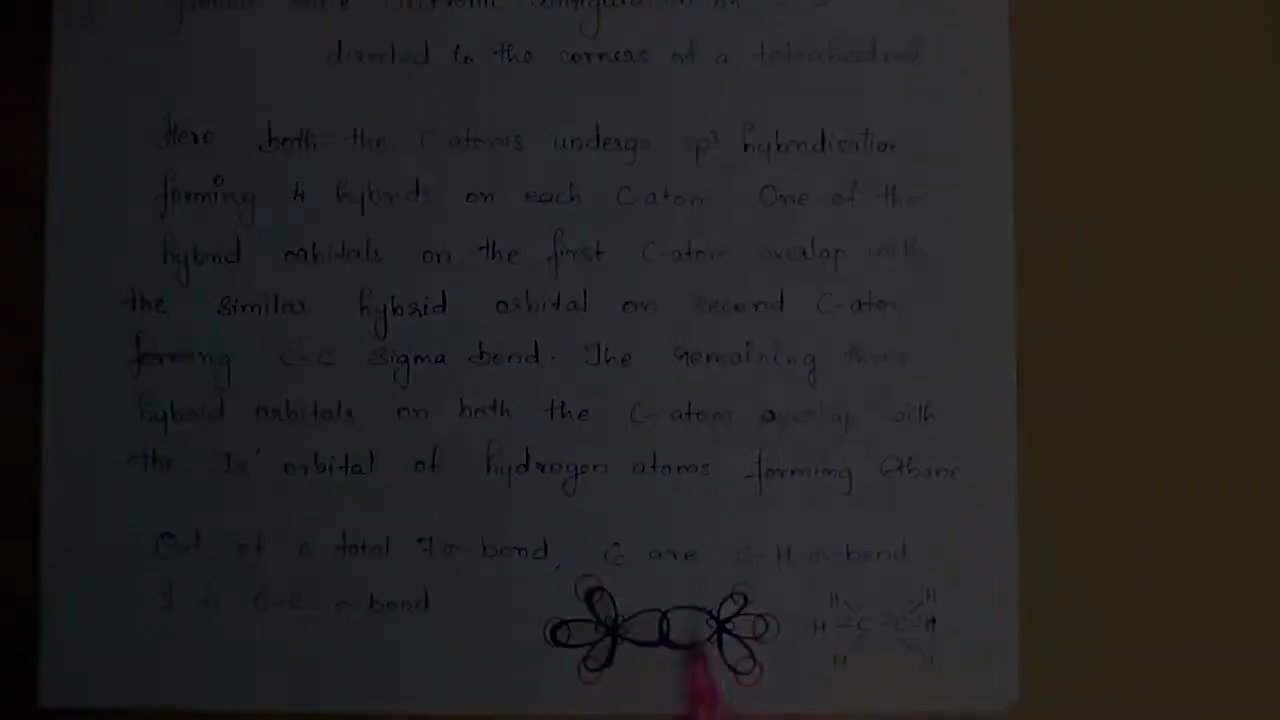 directed to the corners of a tetrahedral
Here both the C atoms undergo sp³ hybridication
forming 4 hybrids on each C atom One of the
hybrid orbitals on the first C-atom overlap with
the similar hybrid orbital on second C-atom
forming C-C sigma bond. The remaining three
hybrid orbitals on both the C-atom overlap with
the '1s' orbital of hydrogen atoms forming Ethane
Out of a total 7 σ bond, 6 are C-H σ-bond
1 is C-C σ-bond
H H
H - C - C - H
H H